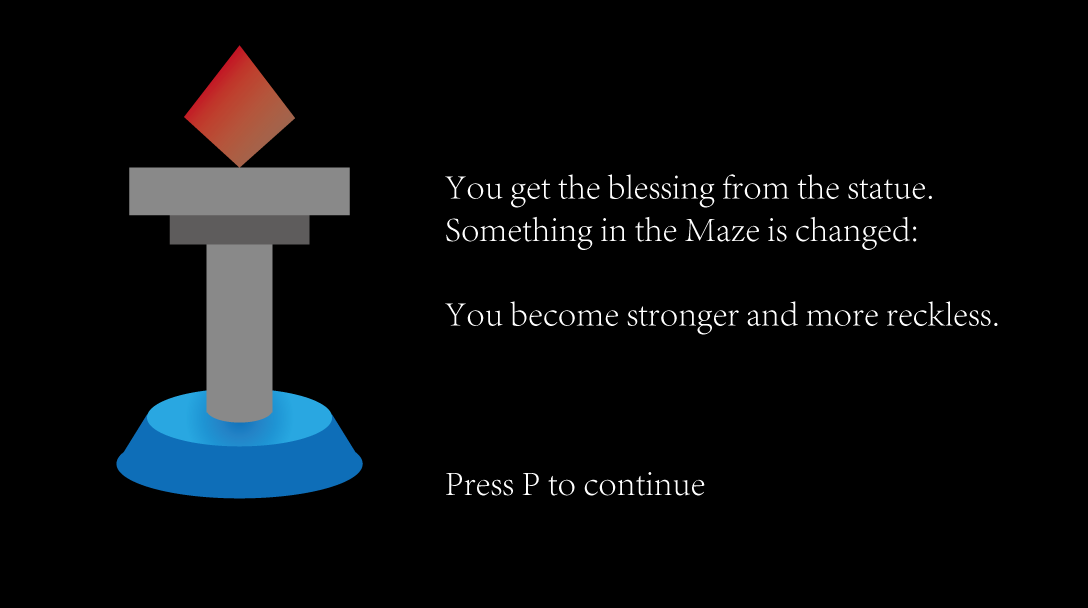 You get the blessing from the statue.
Something in the Maze is changed:
You become stronger and more reckless.
Press P to continue